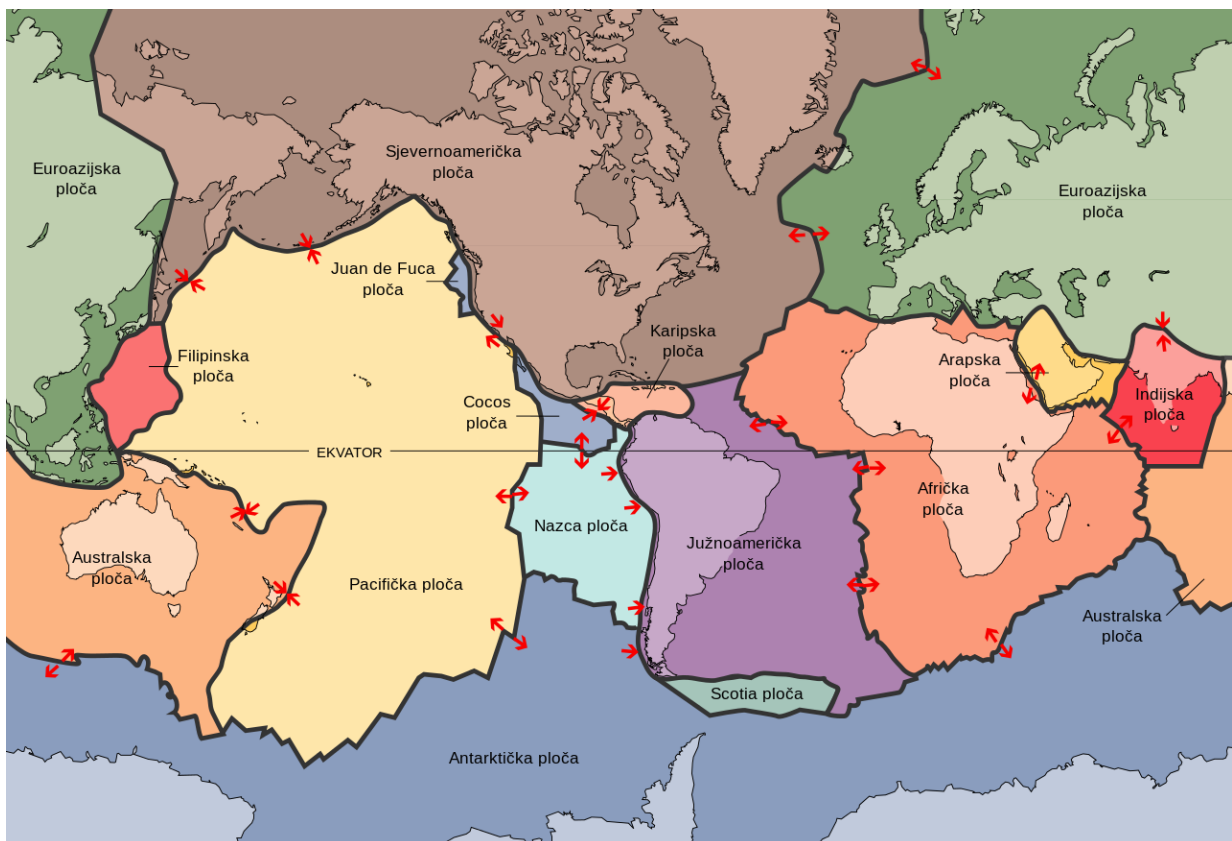 Sjevernoamerička
ploča
Euroazijska
ploča
Euroazijska
ploča
Juan de Fuca
ploča
Karipska
ploča
Filipinska
ploča
Arapska
ploča
Cocos
ploča
Indijska
ploča
EKVATOR
Afrička
ploča
Nazca ploča
Južnoamerička
ploča
Australska
ploča
Pacifička ploča
Australska
ploča
Scotia ploča
Antarktička ploča